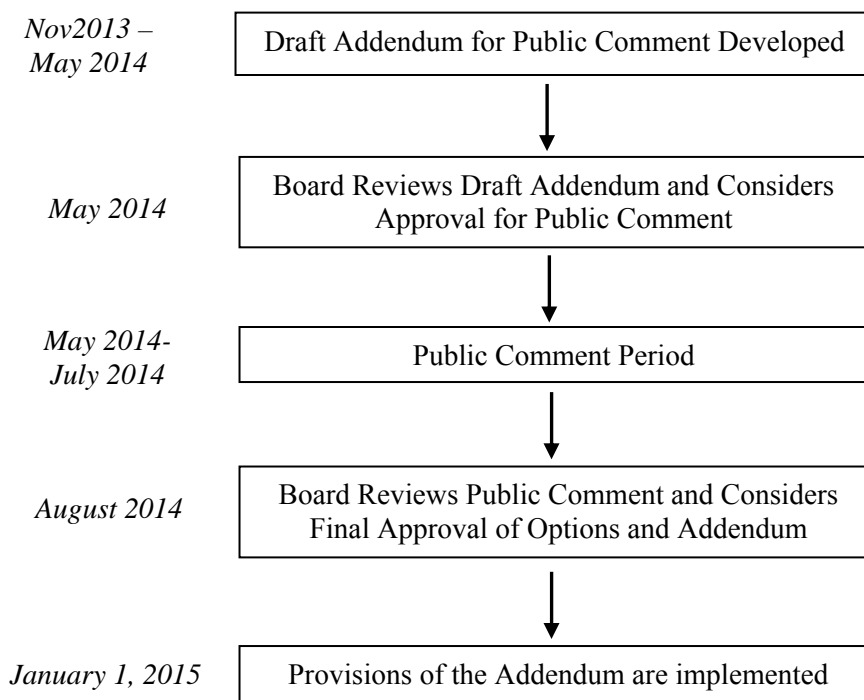 Nov2013 –
May 2014
Draft Addendum for Public Comment Developed
May 2014
Board Reviews Draft Addendum and Considers
Approval for Public Comment
May 2014-
July 2014
Public Comment Period
August 2014
Board Reviews Public Comment and Considers
Final Approval of Options and Addendum
January 1, 2015
Provisions of the Addendum are implemented